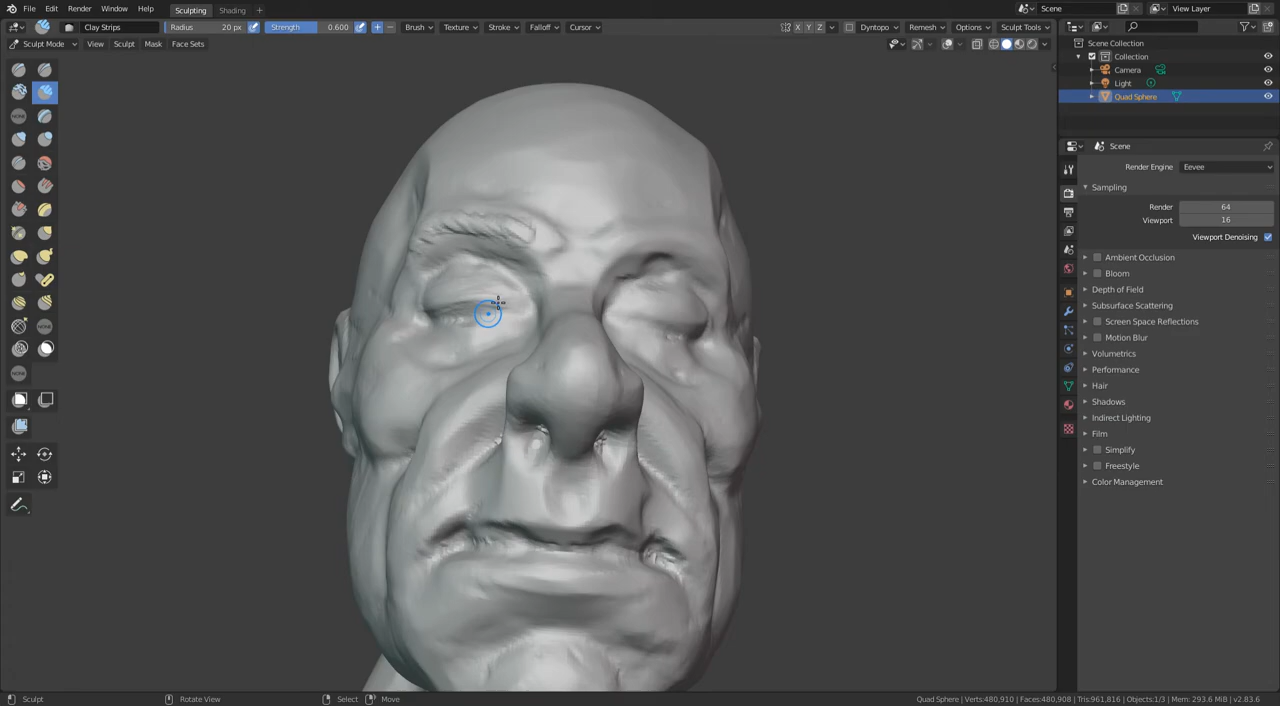 File Edit Render Window Help Sculpting Shading + Scene View Layer
Clay Strips Radius 20 px Strength 0.600 + − Brush Texture Stroke Falloff Cursor X Y Z Dyntopo Remesh Options Sculpt Tools
Sculpt Mode View Sculpt Mask Face Sets
Scene Collection
Collection
Camera
Light
Quad Sphere
NONE
Scene
Render Engine Eevee
Sampling
Render 64
Viewport 16
Viewport Denoising
Ambient Occlusion
Bloom
Depth of Field
Subsurface Scattering
Screen Space Reflections
NONE
Motion Blur
Volumetrics
Performance
NONE
Hair
Shadows
Indirect Lighting
Film
Simplify
Freestyle
Color Management
Sculpt Rotate View Select Move Quad Sphere | Verts:480,910 | Faces:480,908 | Tris:961,816 | Objects:1/3 | Mem: 293.6 MiB | v2.83.6